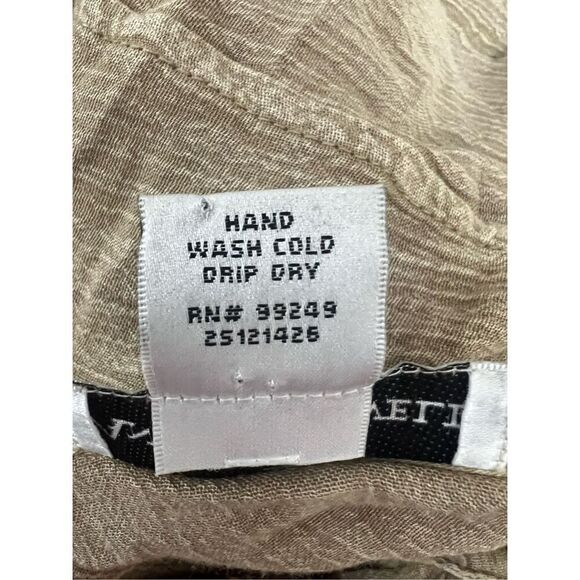 HAND
WASH COLD
DRIP DRY
RN# 99249
25121426